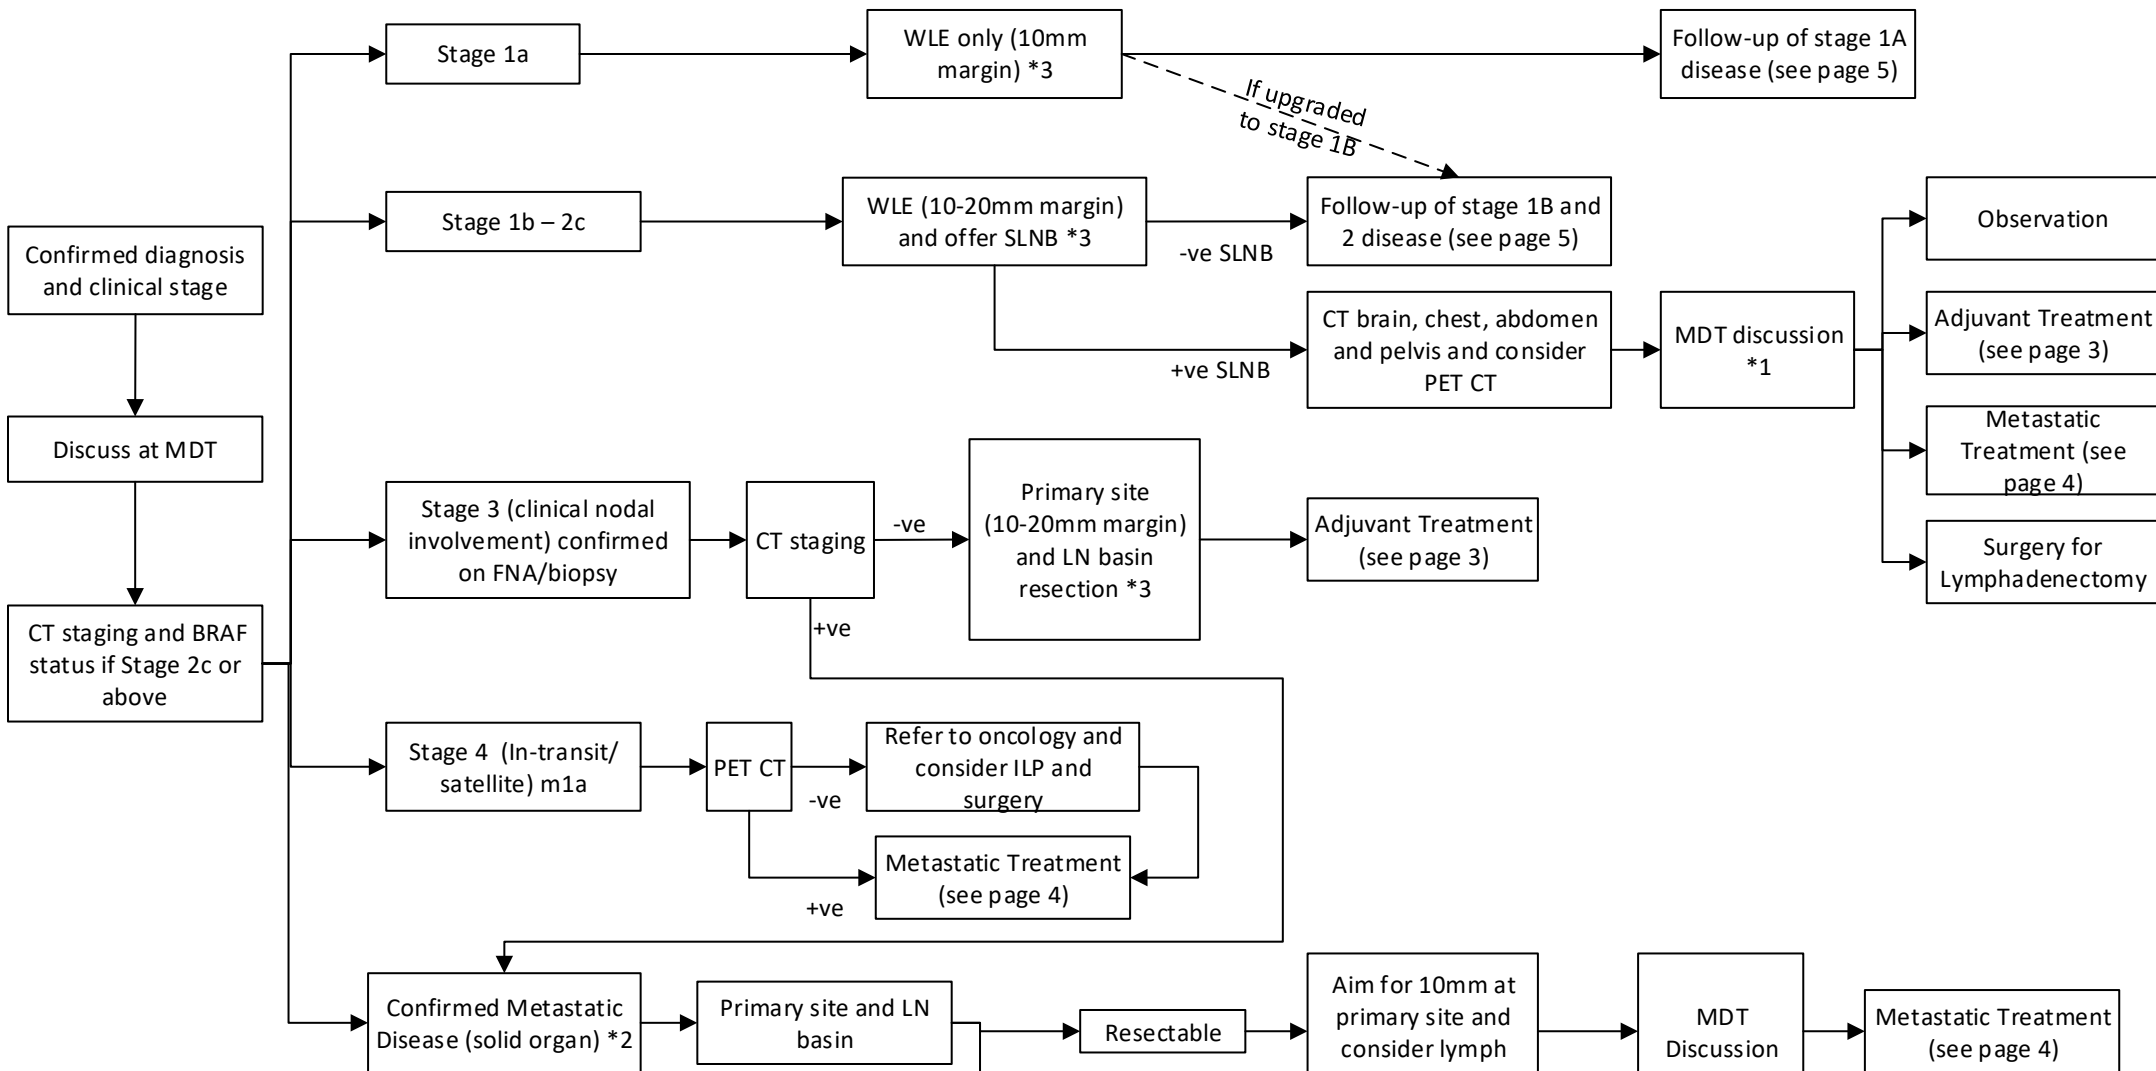 Confirmed diagnosis
and clinical stage
Discuss at MDT
CT staging and BRAF
status if Stage 2c or
above
Stage 1a
WLE only (10mm
margin) *3
If upgraded
to stage 1B
Follow-up of stage 1A
disease (see page 5)
Stage 1b – 2c
WLE (10-20mm margin)
and offer SLNB *3
-ve SLNB
Follow-up of stage 1B and
2 disease (see page 5)
+ve SLNB
CT brain, chest, abdomen
and pelvis and consider
PET CT
MDT discussion
*1
Observation
Adjuvant Treatment
(see page 3)
Metastatic
Treatment (see
page 4)
Surgery for
Lymphadenectomy
Stage 3 (clinical nodal
involvement) confirmed
on FNA/biopsy
CT staging
-ve
+ve
Primary site
(10-20mm margin)
and LN basin
resection *3
Adjuvant Treatment
(see page 3)
Stage 4 (In-transit/
satellite) m1a
PET CT
-ve
Refer to oncology and
consider ILP and
surgery
+ve
Metastatic Treatment
(see page 4)
Confirmed Metastatic
Disease (solid organ) *2
Primary site and LN
basin
Resectable
Aim for 10mm at
primary site and
consider lymph
MDT
Discussion
Metastatic Treatment
(see page 4)